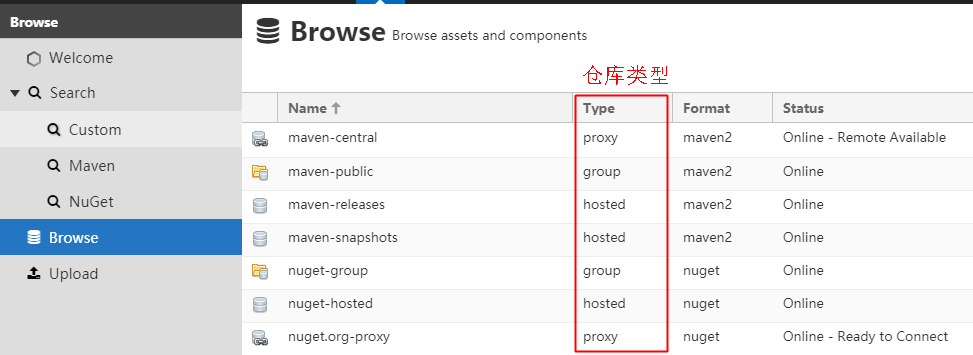 Browse
Welcome
Search
Custom
Maven
NuGet
Browse
Upload
Browse Browse assets and components
仓库类型
Name Type Format Status
maven-central proxy maven2 Online - Remote Available
maven-public group maven2 Online
maven-releases hosted maven2 Online
maven-snapshots hosted maven2 Online
nuget-group group nuget Online
nuget-hosted hosted nuget Online
nuget.org-proxy proxy nuget Online - Ready to Connect